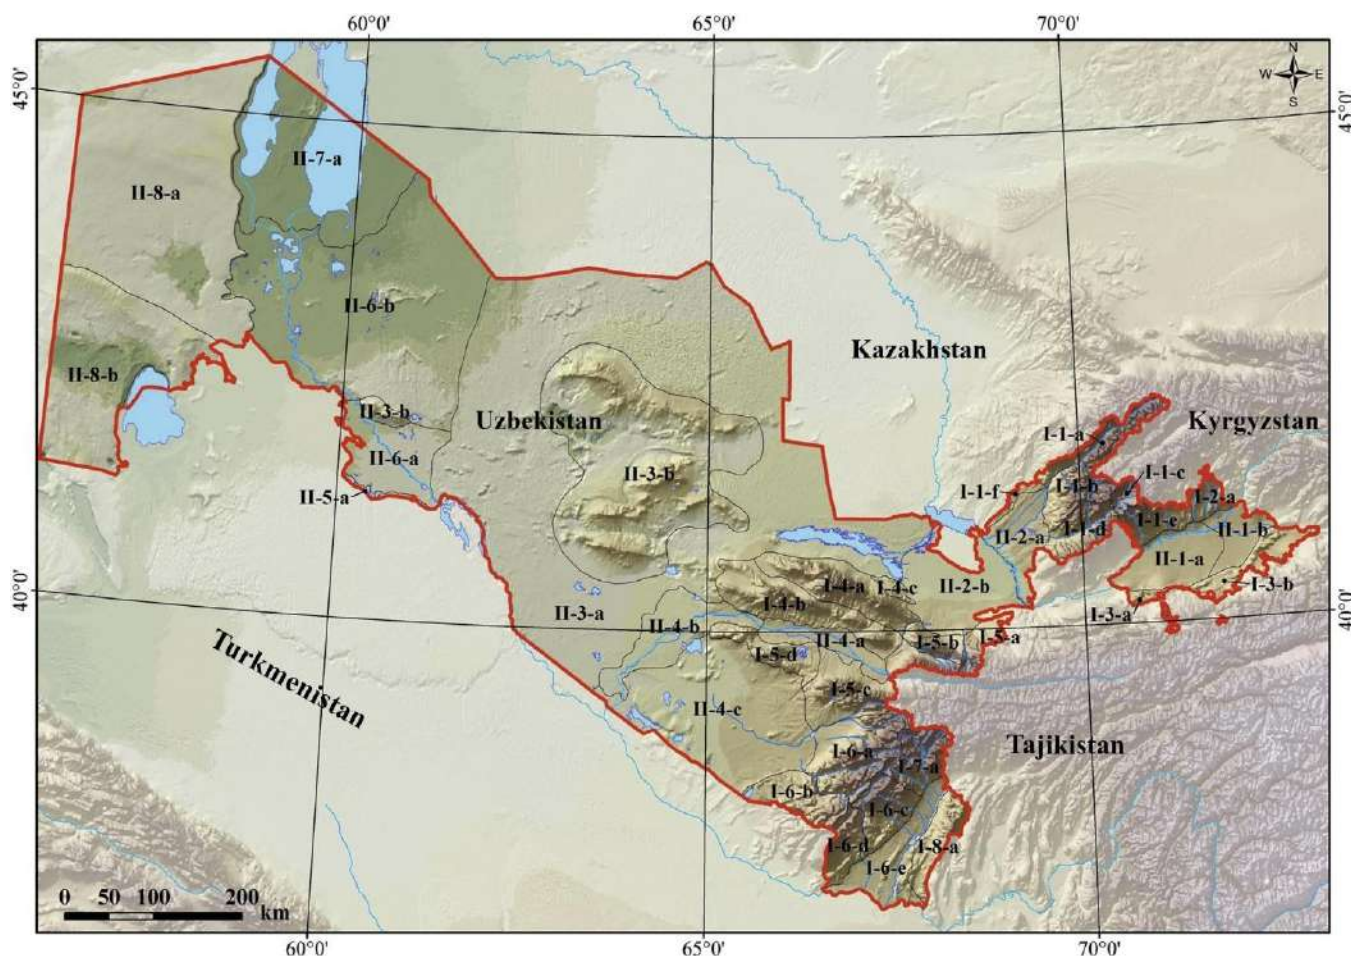 60°0'
65°0'
70°0'
45°0'
45°0'
N
W
E
S
II-7-a
II-8-a
II-6-b
Kazakhstan
II-8-b
II-3-b
Uzbekistan
Kyrgyzstan
I-1-a
II-6-a
II-3-b
I-1-c
I-1-b
I-1-f
I-2-a
II-5-a
I-1-e
II-1-b
II-2-a
I-1-d
II-1-a
40°0'
I-4-a
I-4-c
II-2-b
I-3-b
I-4-b
II-3-a
I-3-a
40°0'
II-4-b
II-4-a
I-5-b
I-5-a
I-5-d
Turkmenistan
I-5-c
II-4-c
I-6-a
Tajikistan
I-7-a
I-6-b
I-6-c
I-6-d
I-8-a
I-6-e
0 50 100 200
km
60°0'
65°0'
70°0'